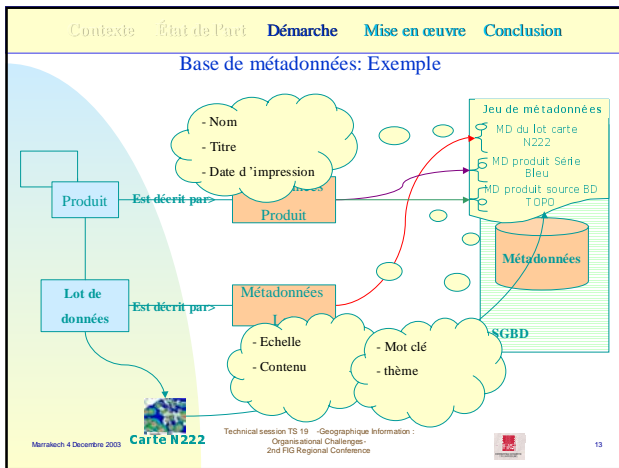 Contexte État de l'art Démarche Mise en œuvre Conclusion
Base de métadonnées: Exemple
- Nom
- Titre
- Date d 'impression
Jeu de métadonnées
MD du lot carte
N222
MD produit Série
Bleu
MD produit source BD
TOPO
Produit
Est décrit par>
Produit
Métadonnées
Lot de
données
Est décrit par>
Métadonnées
- Echelle
- Contenu
- Mot clé
- thème
SGBD
Carte N222
Marrakech 4 Decembre 2003
Technical session TS 19 -Geographique Information :
Organisational Challenges-
2nd FIG Regional Conference
13